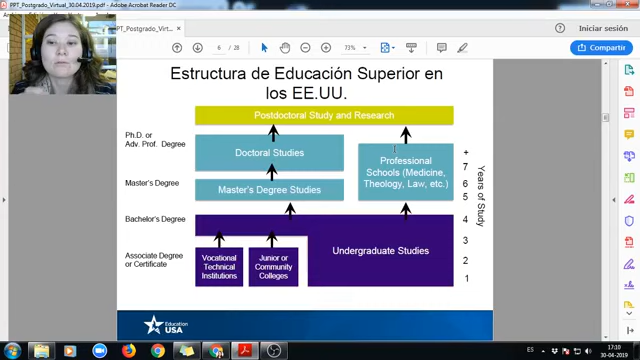 PPT_Postgrado_Virtual_30.04.2019.pdf - Adobe Acrobat Reader DC
PPT_Postgrado_Virt...
Iniciar sesión
6 / 28
73%
Compartir
Estructura de Educación Superior en
los EE.UU.
Postdoctoral Study and Research
Ph.D. or
Adv. Prof. Degree
Doctoral Studies
Professional
Schools (Medicine,
Theology, Law, etc.)
Master's Degree
Master's Degree Studies
Bachelor's Degree
Undergraduate Studies
Associate Degree
or Certificate
Vocational
Technical
Institutions
Junior or
Community
Colleges
+
7
6
5
4
3
2
1
Years of Study
Education
USA
ES
17:10
30-04-2019